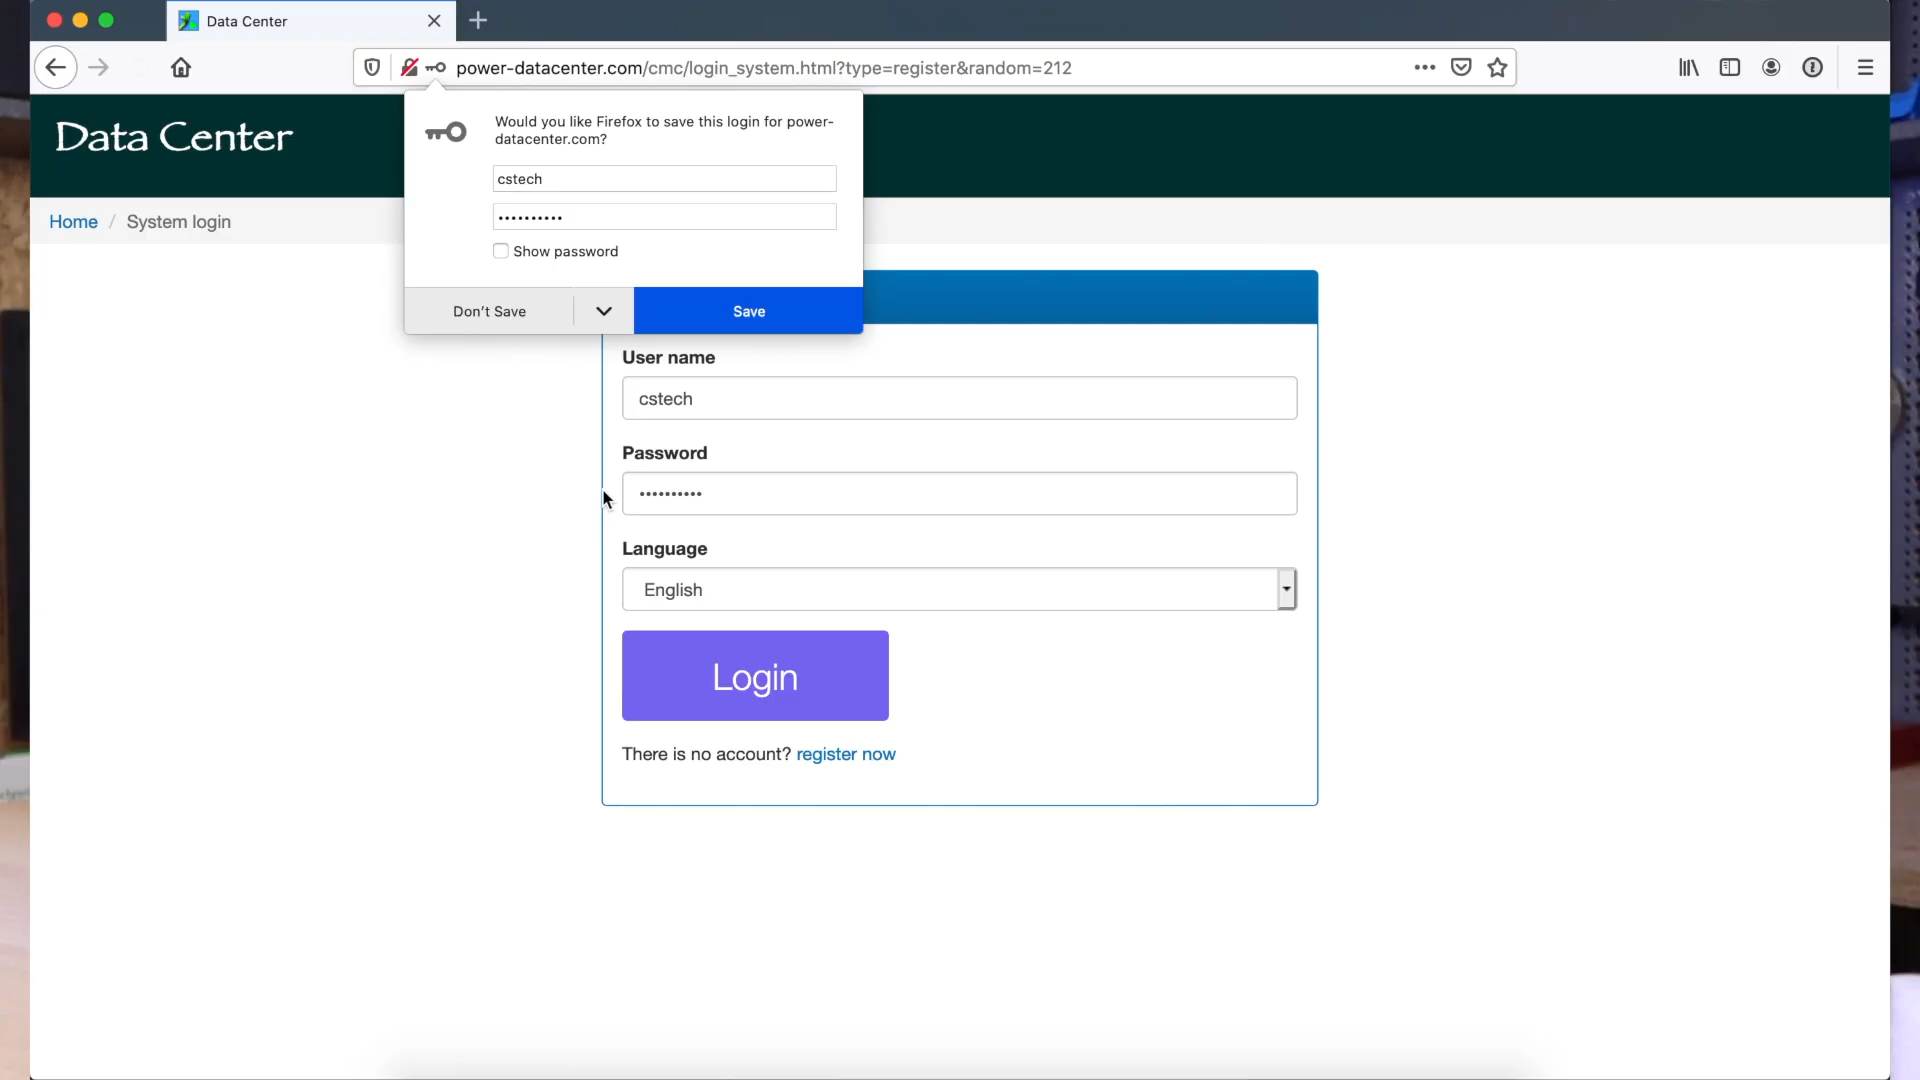 Data Center
power-datacenter.com/cmc/login_system.html?type=register&random=212
Data Center
Would you like Firefox to save this login for power-
datacenter.com?
cstech
••••••••••
Show password
Don’t Save
Save
Home / System login
User name
cstech
Password
••••••••••
Language
English
Login
There is no account? register now